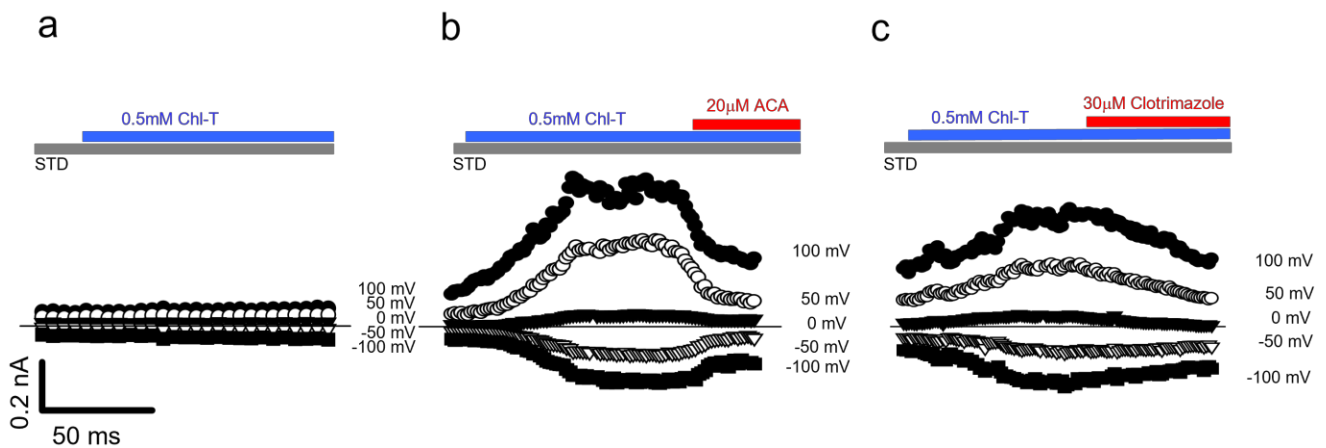 a
0.5mM Chl-T
STD
100 mV
50 mV
0 mV
-50 mV
-100 mV
0.2 nA
50 ms
b
20μM ACA
0.5mM Chl-T
STD
100 mV
50 mV
0 mV
-50 mV
-100 mV
c
30μM Clotrimazole
0.5mM Chl-T
STD
100 mV
50 mV
0 mV
-50 mV
-100 mV